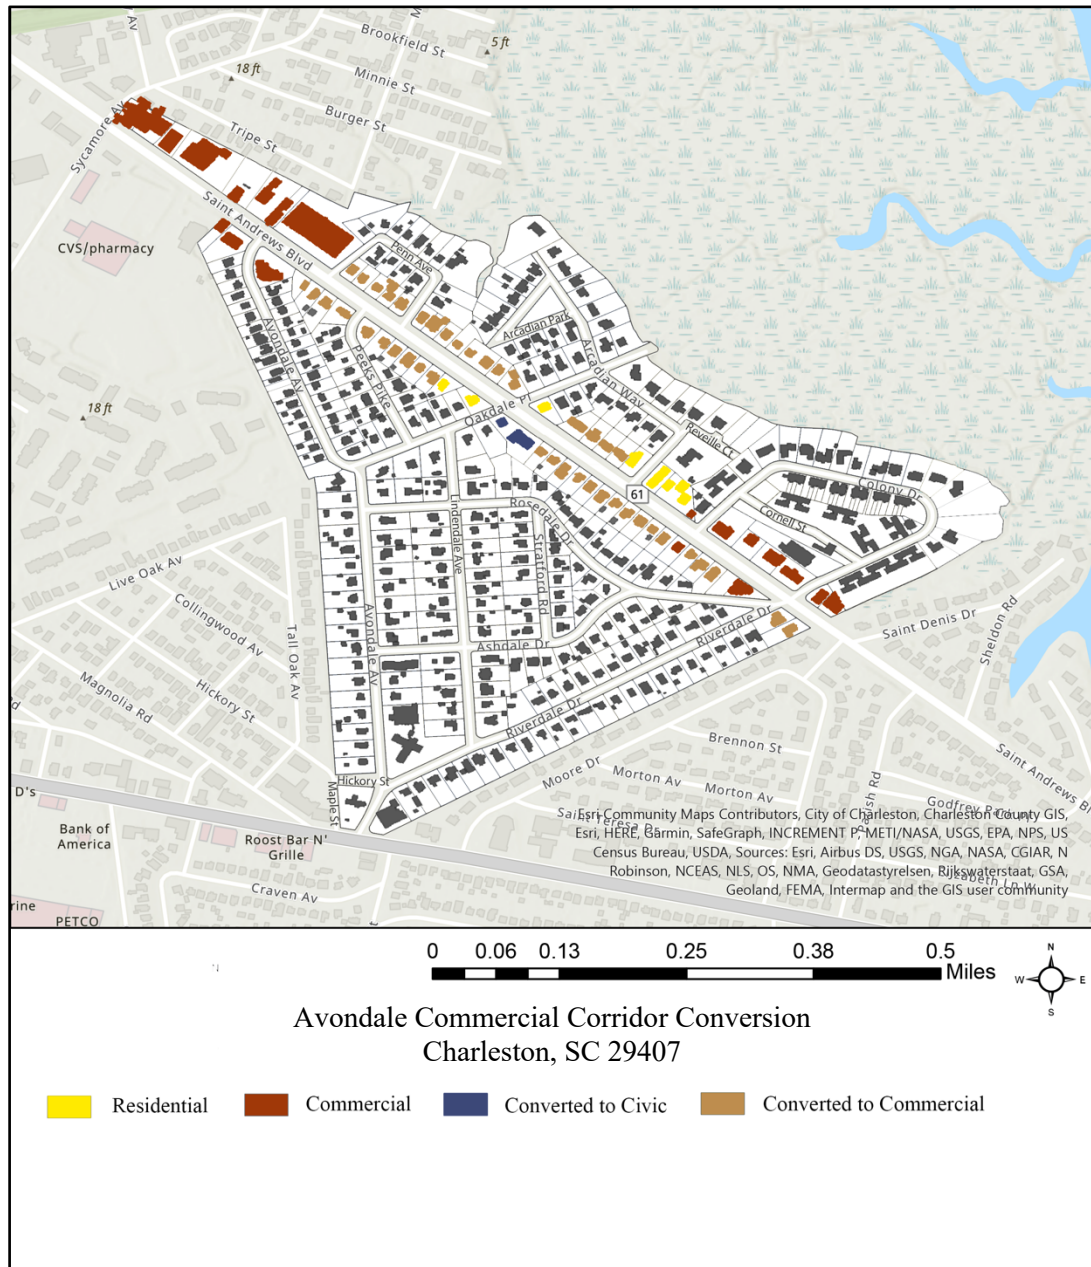 Av
M
Brookfield St
5 ft
18 ft
Minnie St
Burger St
Sycamore Av
Tripe St
Saint Andrews Blvd
CVS/pharmacy
Penn Ave
Arcadian Park
Avondale Av
Peeks Pike
Arcadian Way
18 ft
Oakdale Pl
Reveille Ct
Colony Dr
61
Cornell St
Lindendale Ave
Rosedale Dr
Stratford Rd
Live Oak Av
Collingwood Av
Tall Oak Av
Avondale Av
Ashdale Dr
Riverdale Dr
Saint Denis Dr
Sheldon Rd
Magnolia Rd
Hickory St
rd
Riverdale Dr
Brennon St
Moore Dr
Morton Av
Morton Av
Saint Andrews Bl
Hickory St
Maple St
D's
Bank of
America
Roost Bar N'
Grille
Craven Av
rine
PETCO
Esri Community Maps Contributors, City of Charleston, Charleston County GIS,
Esri, HERE, Garmin, SafeGraph, INCREMENT P, METI/NASA, USGS, EPA, NPS, US
Census Bureau, USDA, Sources: Esri, Airbus DS, USGS, NGA, NASA, CGIAR, N
Robinson, NCEAS, NLS, OS, NMA, Geodatastyrelsen, Rijkswaterstaat, GSA,
Geoland, FEMA, Intermap and the GIS user community
0 0.06 0.13 0.25 0.38 0.5
Miles
N
W E
S
Avondale Commercial Corridor Conversion
Charleston, SC 29407
Residential Commercial Converted to Civic Converted to Commercial